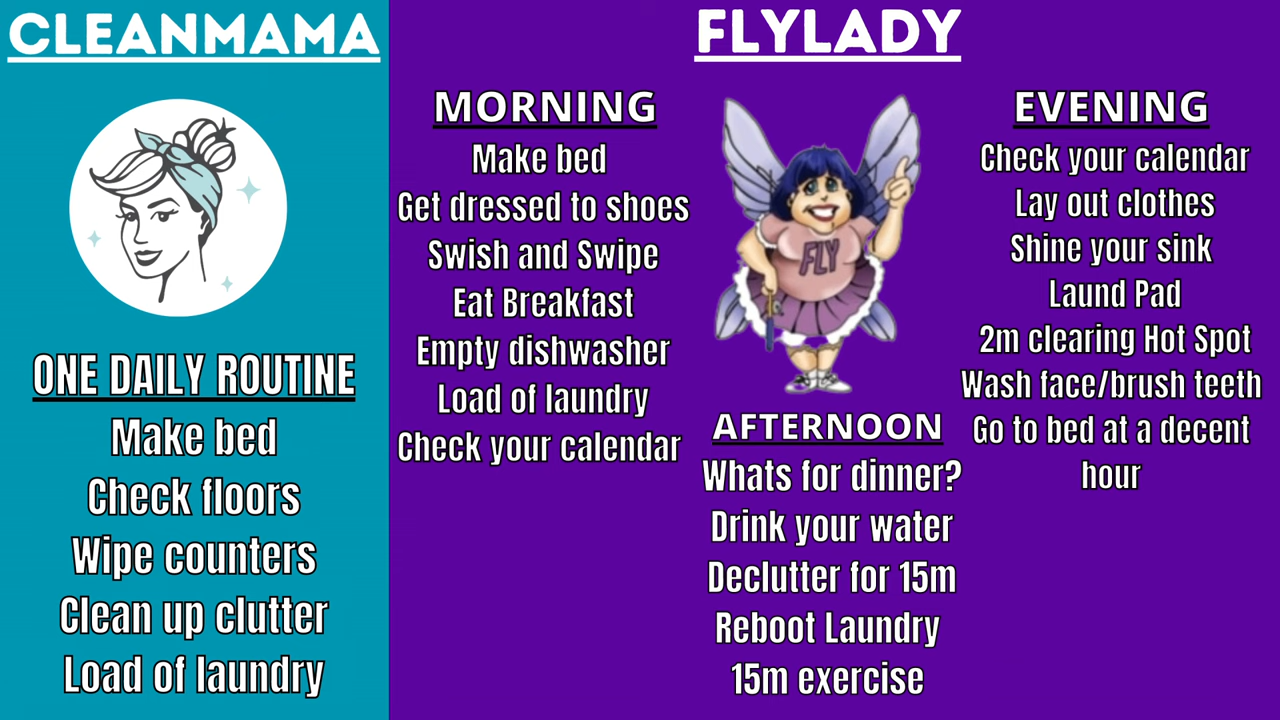 CLEANMAMA
ONE DAILY ROUTINE
Make bed
Check floors
Wipe counters
Clean up clutter
Load of laundry
FLYLADY
MORNING
Make bed
Get dressed to shoes
Swish and Swipe
Eat Breakfast
Empty dishwasher
Load of laundry
Check your calendar
FLY
AFTERNOON
Whats for dinner?
Drink your water
Declutter for 15m
Reboot Laundry
15m exercise
EVENING
Check your calendar
Lay out clothes
Shine your sink
Laund Pad
2m clearing Hot Spot
Wash face/brush teeth
Go to bed at a decent
hour